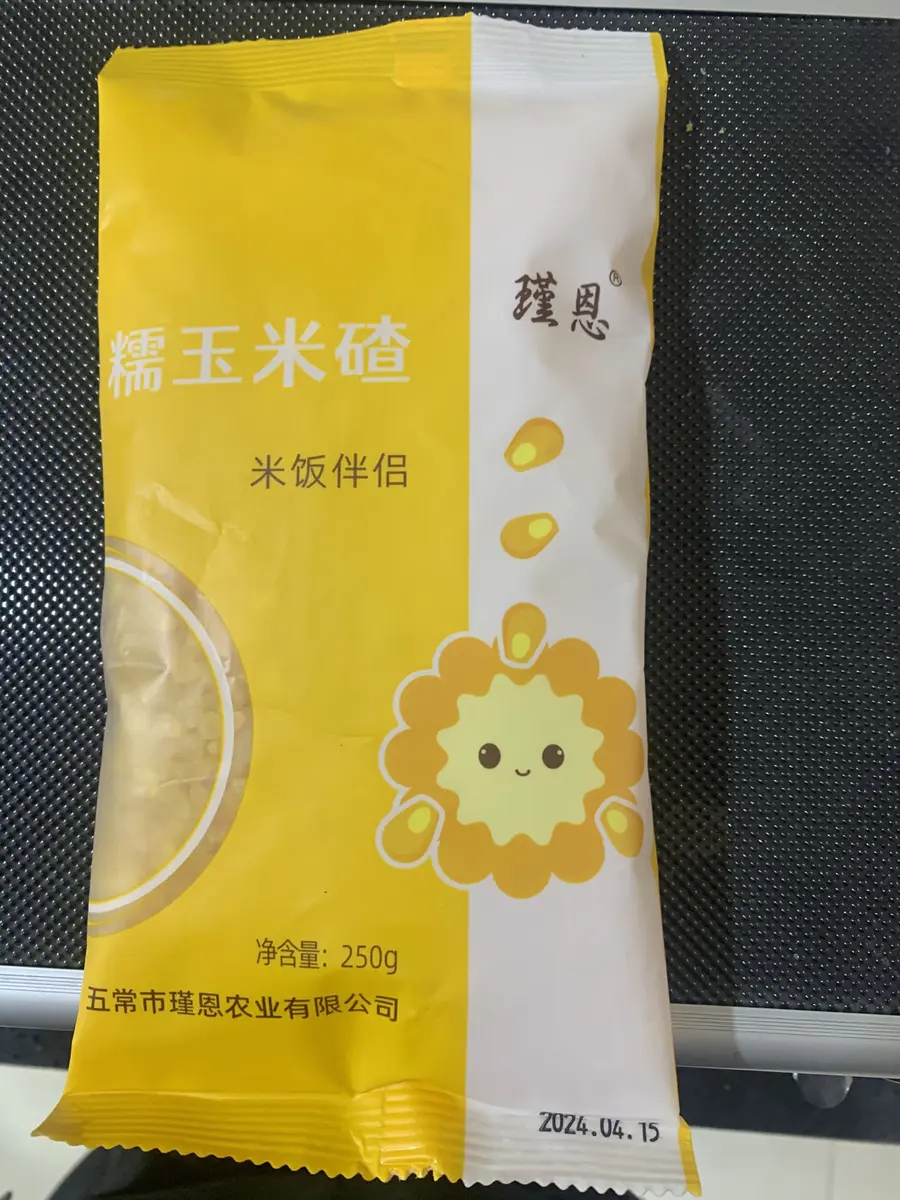 瑾恩®
糯玉米碴
米饭伴侣
净含量: 250g
五常市瑾恩农业有限公司
2024.04.15